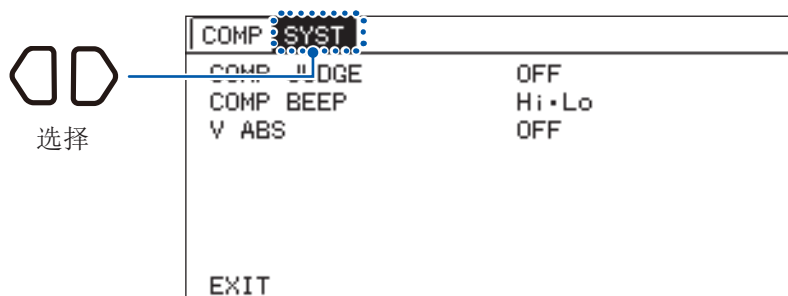 COMP SYST
COMP JUDGE OFF
COMP BEEP Hi・Lo
选择
V ABS OFF
EXIT